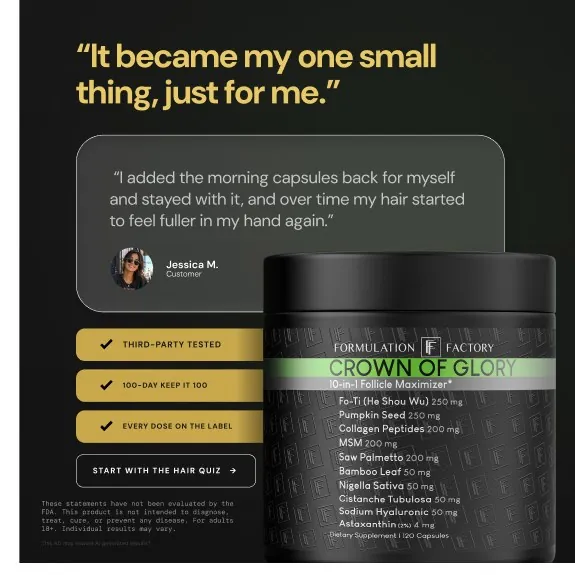 “It became my one small
thing, just for me.”
“I added the morning capsules back for myself
and stayed with it, and over time my hair started
to feel fuller in my hand again.”
Jessica M.
Customer
THIRD-PARTY TESTED
100-DAY KEEP IT 100
EVERY DOSE ON THE LABEL
START WITH THE HAIR QUIZ →
These statements have not been evaluated by the
FDA. This product is not intended to diagnose,
treat, cure, or prevent any disease. For adults
18+. Individual results may vary.
FORMULATION FF FACTORY
CROWN OF GLORY
10-in-1 Follicle Maximizer*
Fo-Ti (He Shou Wu) 250 mg
Pumpkin Seed 250 mg
Collagen Peptides 200 mg
MSM 200 mg
Saw Palmetto 200 mg
Bamboo Leaf 50 mg
Nigella Sativa 50 mg
Cistanche Tubulosa 50 mg
Sodium Hyaluronic 50 mg
Astaxanthin (2%) 4 mg
Dietary Supplement | 120 Capsules